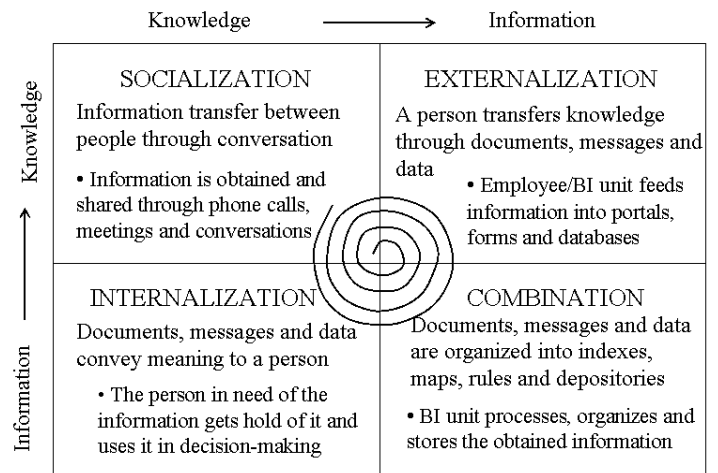 Knowledge
Information
Knowledge
Information
SOCIALIZATION
Information transfer between
people through conversation
• Information is obtained and
shared through phone calls,
meetings and conversations
EXTERNALIZATION
A person transfers knowledge
through documents, messages and
data
• Employee/BI unit feeds
information into portals,
forms and databases
INTERNALIZATION
Documents, messages and data
convey meaning to a person
• The person in need of the
information gets hold of it and
uses it in decision-making
COMBINATION
Documents, messages and data
are organized into indexes,
maps, rules and depositories
• BI unit processes, organizes and
stores the obtained information